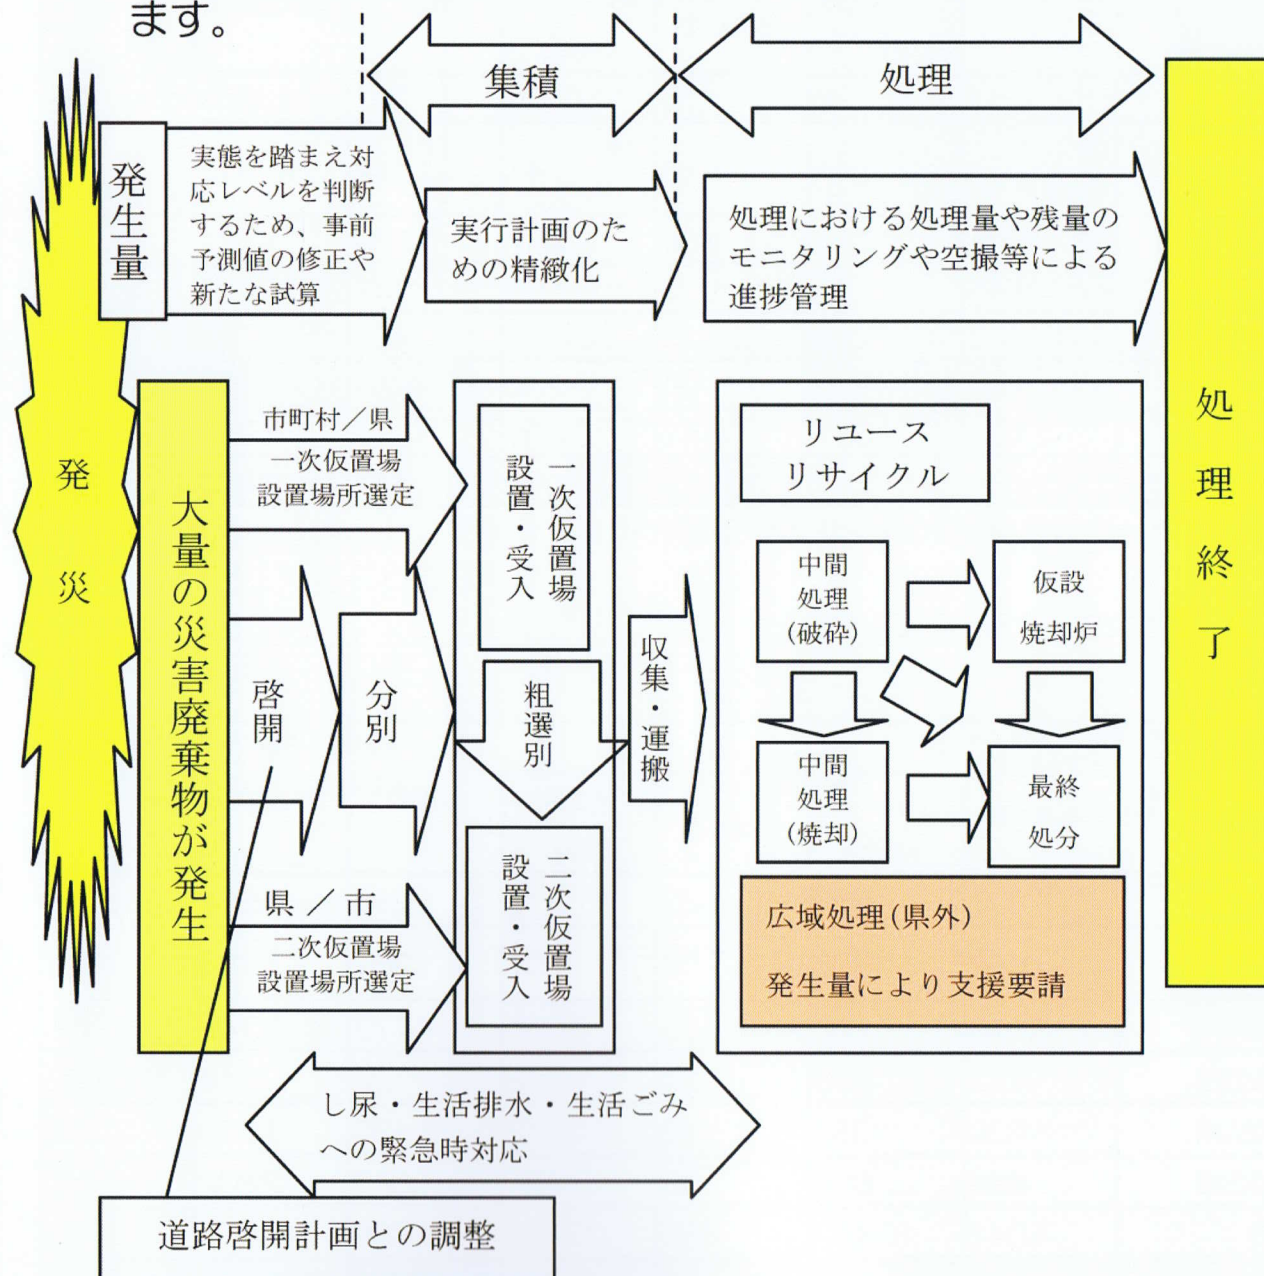 ます。
集積
処理
発生量
実態を踏まえ対
応レベルを判断
するため、事前
予測値の修正や
新たな試算
実行計画のた
めの精緻化
処理における処理量や残量の
モニタリングや空撮等による
進捗管理
発災
大量の災害廃棄物が発生
市町村／県
一次仮置場
設置場所選定
啓開
分別
県／市
二次仮置場
設置場所選定
一次仮置場
設置・受入
粗選別
二次仮置場
設置・受入
収集・運搬
リユース
リサイクル
中間
処理
(破砕)
仮設
焼却炉
中間
処理
(焼却)
最終
処分
広域処理(県外)
発生量により支援要請
処理終了
し尿・生活排水・生活ごみ
への緊急時対応
道路啓開計画との調整